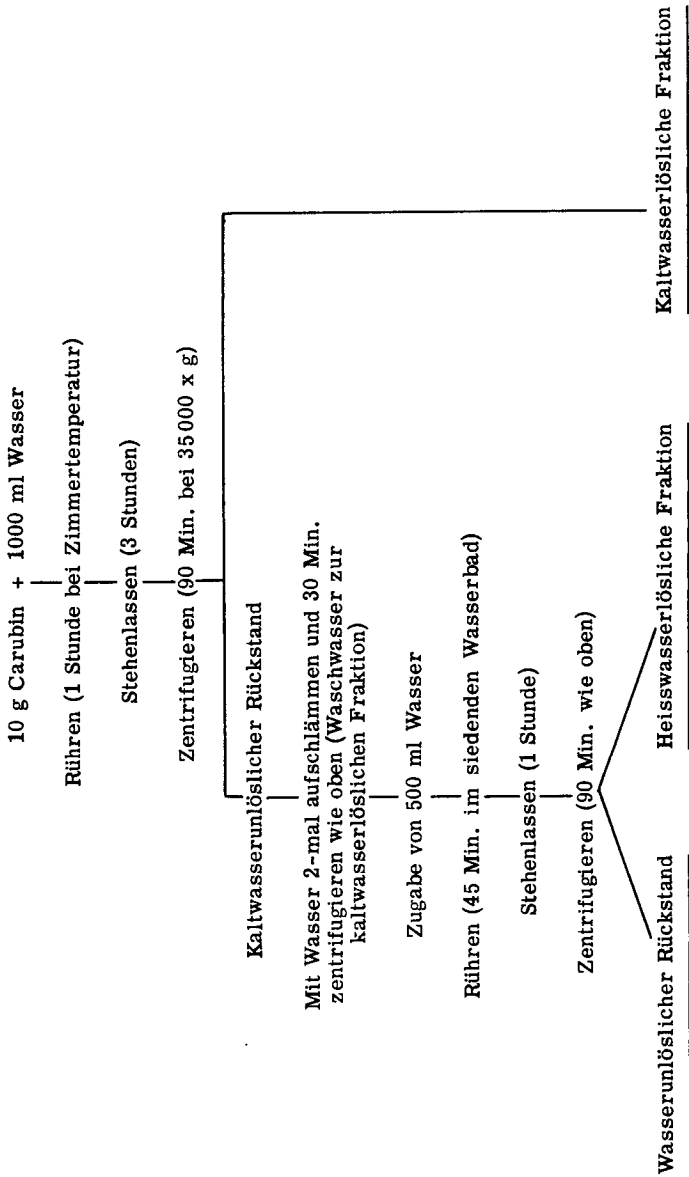 10 g Carubin + 1000 ml Wasser
Rühren (1 Stunde bei Zimmertemperatur)
Stehenlassen (3 Stunden)
Zentrifugieren (90 Min. bei 35000 x g)
Kaltwasserunlöslicher Rückstand
Mit Wasser 2-mal aufschlämmen und 30 Min.
zentrifugieren wie oben (Waschwasser zur
kaltwasserlöslichen Fraktion)
Zugabe von 500 ml Wasser
Rühren (45 Min. im siedenden Wasserbad)
Stehenlassen (1 Stunde)
Zentrifugieren (90 Min. wie oben)
Wasserunlöslicher Rückstand
Heisswasserlösliche Fraktion
Kaltwasserlösliche Fraktion